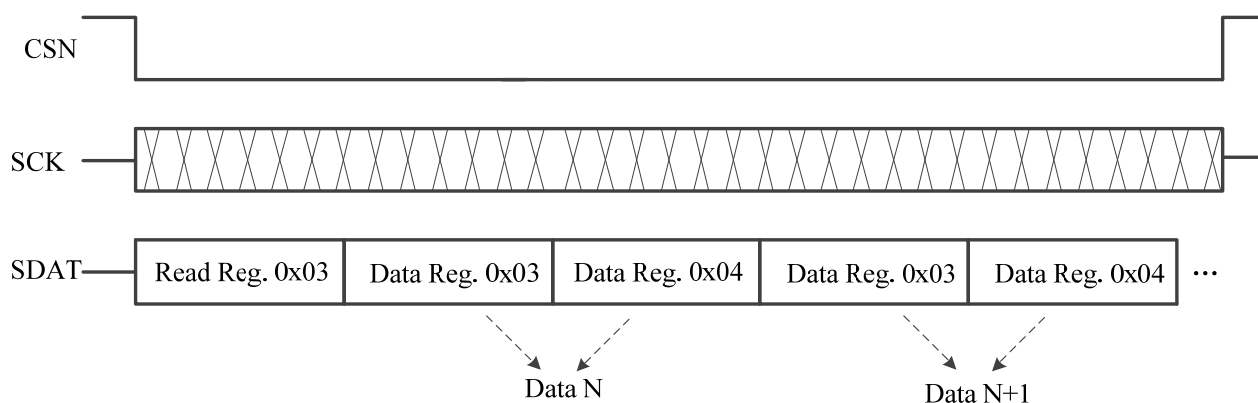 CSN
SCK
SDAT
Read Reg. 0x03
Data Reg. 0x03
Data Reg. 0x04
Data Reg. 0x03
Data Reg. 0x04
...
Data N
Data N+1